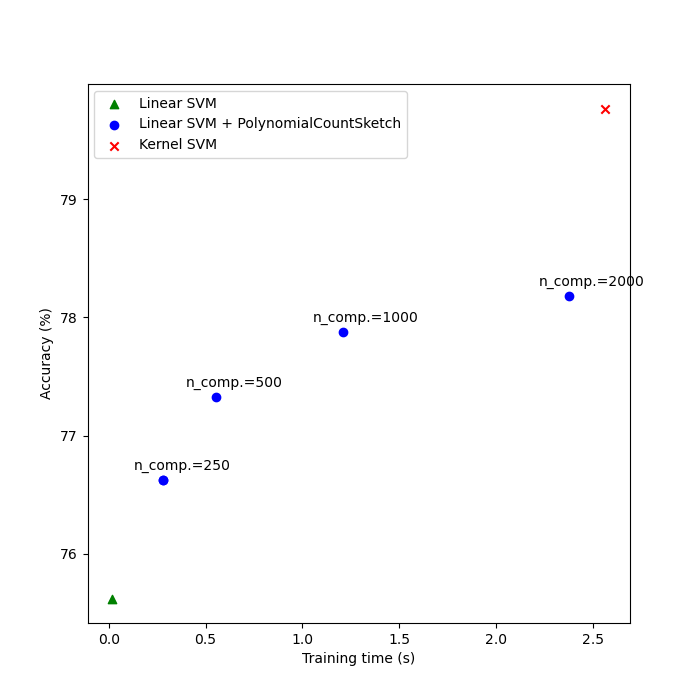 Linear SVM
Linear SVM + PolynomialCountSketch
Kernel SVM
79
n_comp.=2000
78
n_comp.=1000
Accuracy (%)
n_comp.=500
77
n_comp.=250
76
0.0 0.5 1.0 1.5 2.0 2.5
Training time (s)